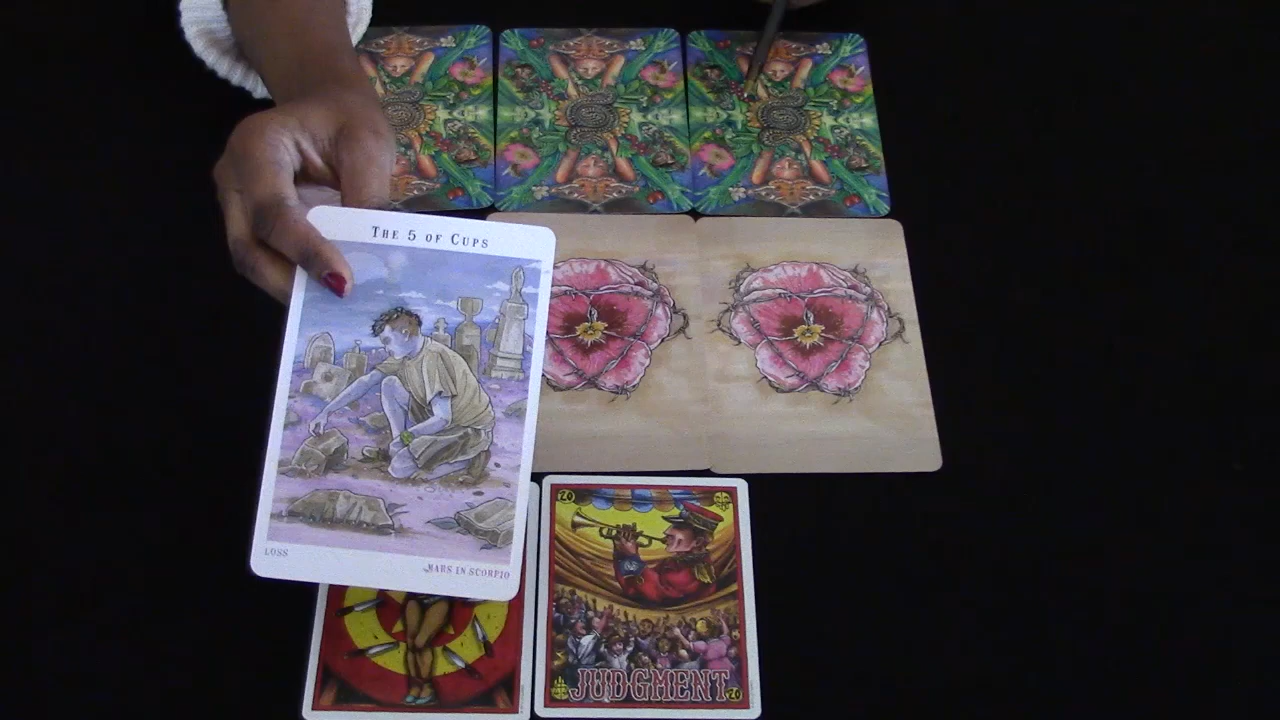 THE 5 OF CUPS
LOSS
MARS IN SCORPIO
20
JUDGMENT
20